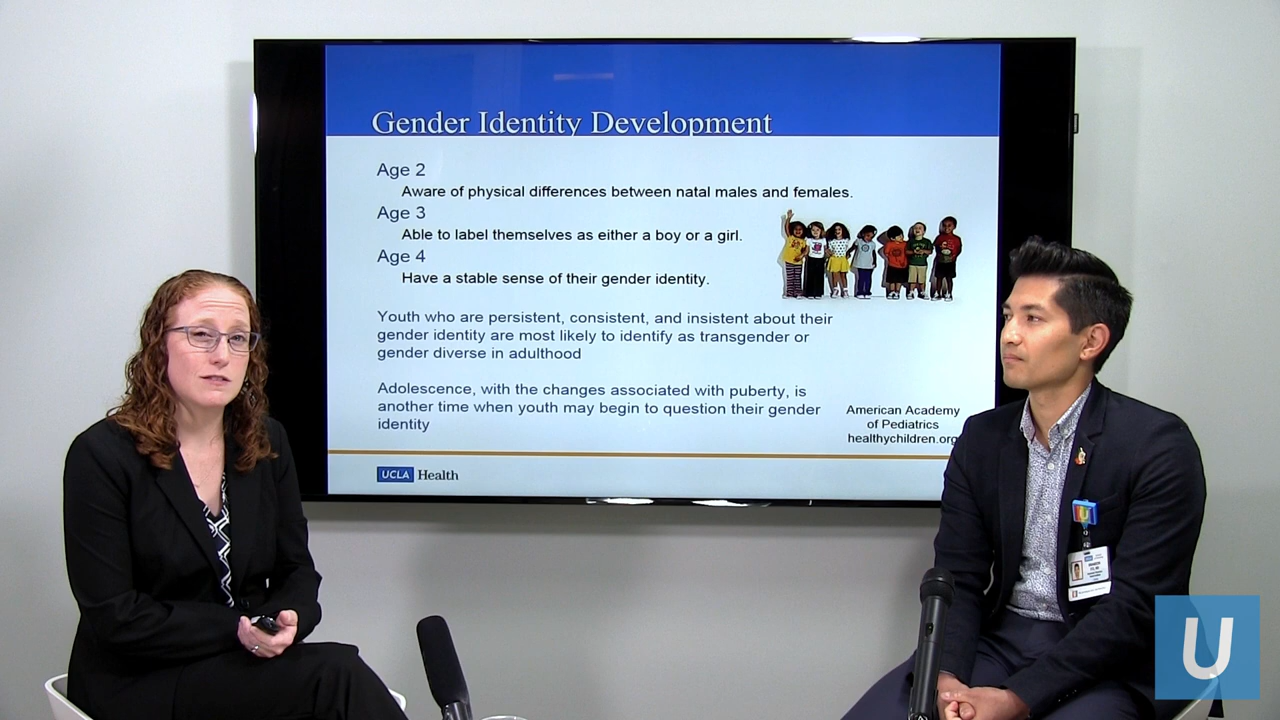 Gender Identity Development
Age 2
Aware of physical differences between natal males and females.
Age 3
Able to label themselves as either a boy or a girl.
Age 4
Have a stable sense of their gender identity.
Youth who are persistent, consistent, and insistent about their
gender identity are most likely to identify as transgender or
gender diverse in adulthood
Adolescence, with the changes associated with puberty, is
another time when youth may begin to question their gender
identity
American Academy
of Pediatrics
healthychildren.org
UCLA Health
U
U